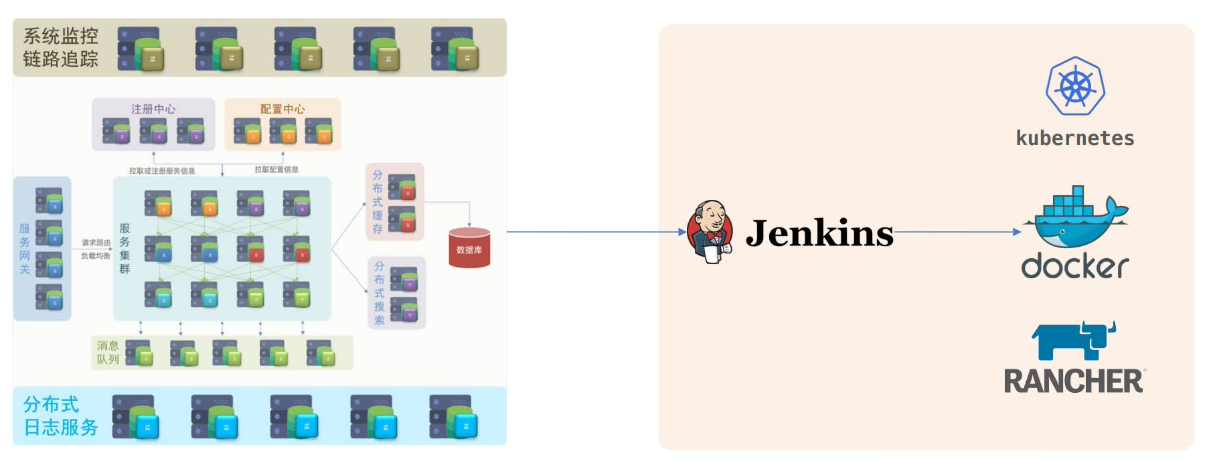 系统监控
链路追踪
注册中心
配置中心
拉取或注册服务信息
拉取配置信息
服务网关
请求路由
负载均衡
服务集群
分布式缓存
数据库
分布式搜索
消息
队列
分布式
日志服务
Jenkins
kubernetes
docker
RANCHER